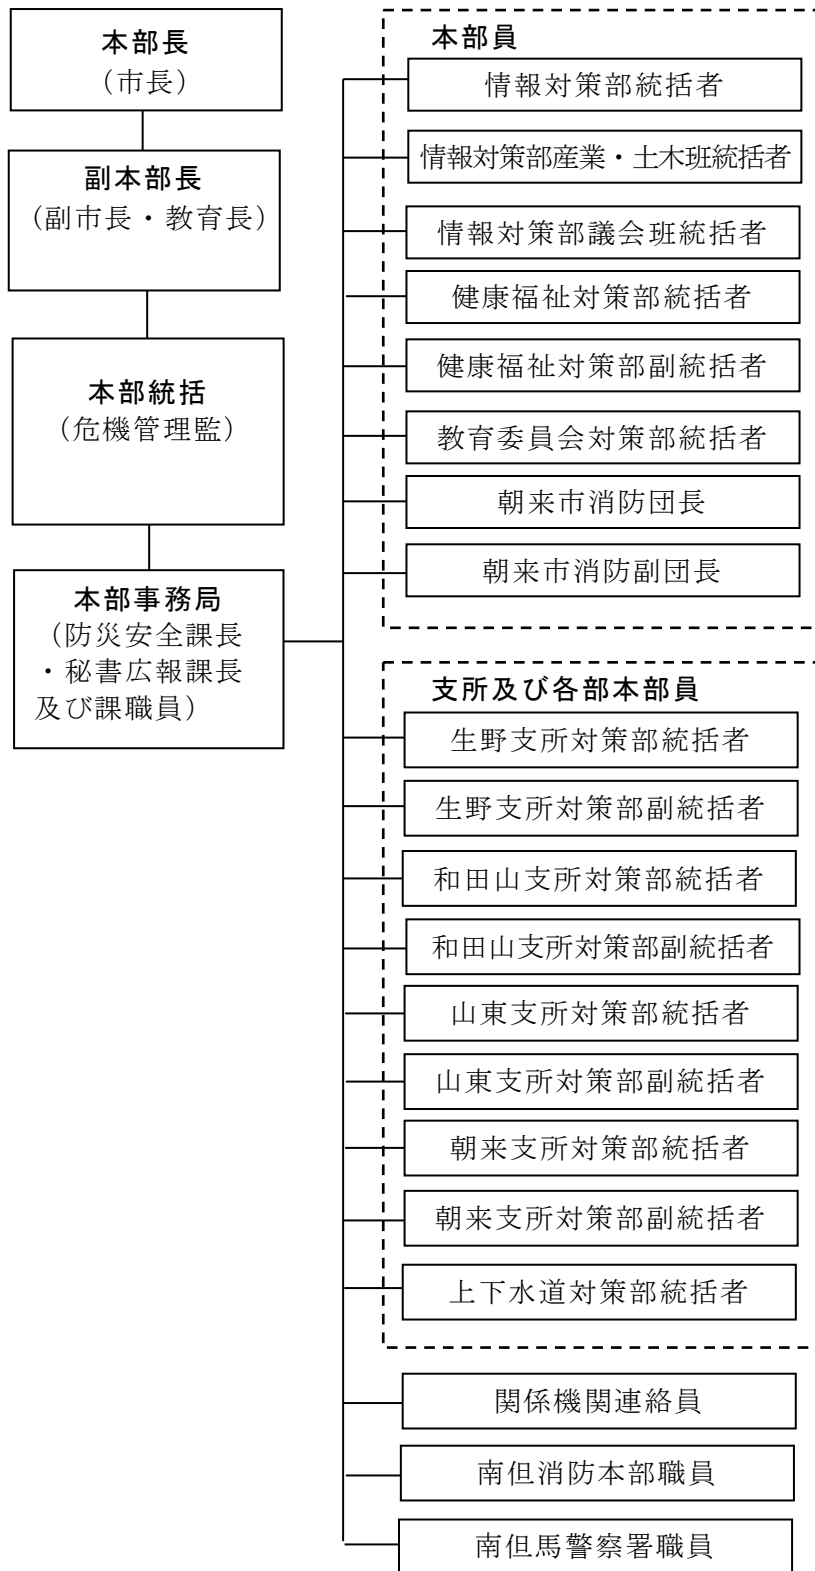 本部長
（市長）
副本部長
（副市長・教育長）
本部統括
（危機管理監）
本部事務局
（防災安全課長
・秘書広報課長
及び課職員）
本部員
情報対策部統括者
情報対策部産業・土木班統括者
情報対策部議会班統括者
健康福祉対策部統括者
健康福祉対策部副統括者
教育委員会対策部統括者
朝来市消防団長
朝来市消防副団長
支所及び各部本部員
生野支所対策部統括者
生野支所対策部副統括者
和田山支所対策部統括者
和田山支所対策部副統括者
山東支所対策部統括者
山東支所対策部副統括者
朝来支所対策部統括者
朝来支所対策部副統括者
上下水道対策部統括者
関係機関連絡員
南但消防本部職員
南但馬警察署職員